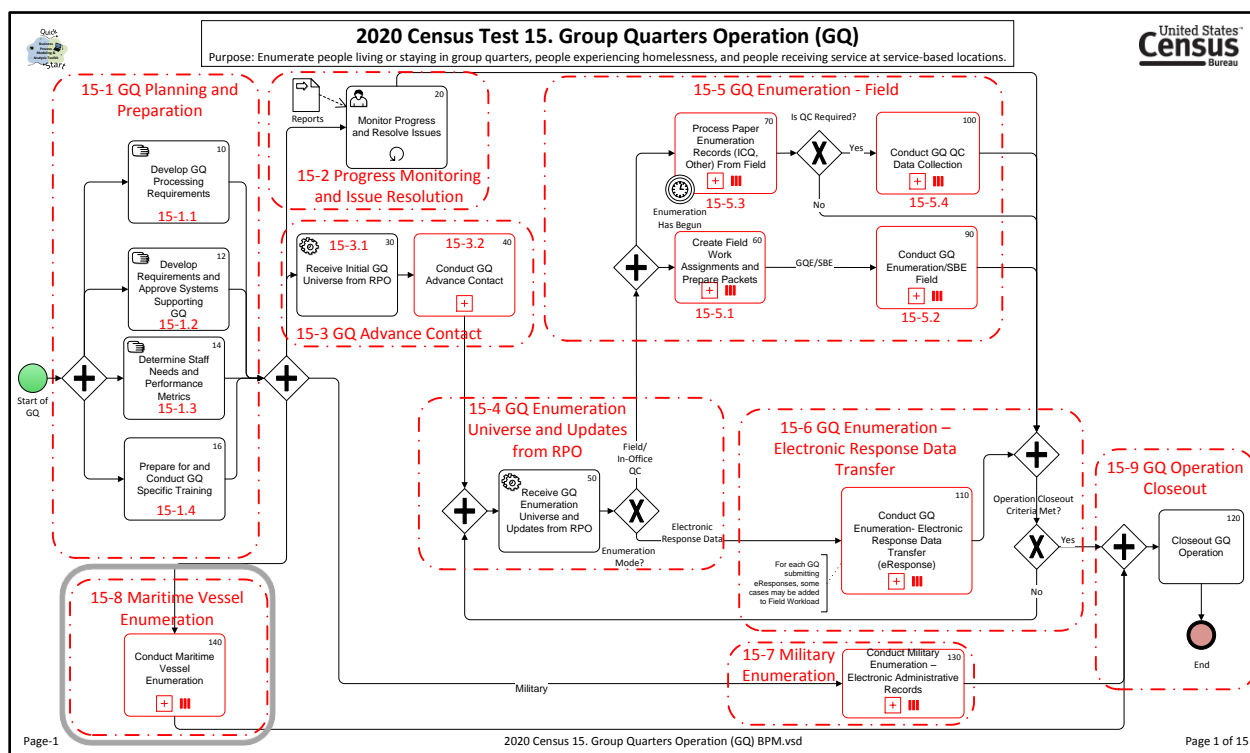 2020 Census Test 15. Group Quarters Operation (GQ)
Purpose: Enumerate people living or staying in group quarters, people experiencing homelessness, and people receiving service at service-based locations.
Quick
Business
Process
Modeling &
Analysis Toolkit
Start
United States™
Census
Bureau
15-1 GQ Planning and
Preparation
10
Develop GQ
Processing
Requirements
15-1.1
12
Develop
Requirements and
Approve Systems
Supporting
GQ
15-1.2
14
Determine Staff
Needs and
Performance
Metrics
15-1.3
16
Prepare for and
Conduct GQ
Specific Training
15-1.4
Start of
GQ
Reports
20
Monitor Progress
and Resolve Issues
15-2 Progress Monitoring
and Issue Resolution
15-3.1
30
Receive Initial GQ
Universe from RPO
15-3.2
40
Conduct GQ
Advance Contact
15-3 GQ Advance Contact
15-4 GQ Enumeration
Universe and Updates
from RPO
50
Receive GQ
Enumeration
Universe and
Updates from RPO
Field/
In-Office
QC
Enumeration
Mode?
Electronic
Response Data
15-5 GQ Enumeration - Field
70
Process Paper
Enumeration
Records (ICQ,
Other) From Field
15-5.3
Enumeration
Has Begun
Is QC Required?
Yes
No
100
Conduct GQ QC
Data Collection
15-5.4
60
Create Field
Work
Assignments and
Prepare Packets
15-5.1
GQE/SBE
90
Conduct GQ
Enumeration/SBE
Field
15-5.2
15-6 GQ Enumeration –
Electronic Response Data
Transfer
110
Conduct GQ
Enumeration- Electronic
Response Data
Transfer
(eResponse)
For each GQ
submitting
eResponses, some
cases may be added
to Field Workload
Operation Closeout
Criteria Met?
Yes
No
15-9 GQ Operation
Closeout
120
Closeout GQ
Operation
End
15-7 Military
Enumeration
130
Conduct Military
Enumeration –
Electronic Administrative
Records
Military
15-8 Maritime Vessel
Enumeration
140
Conduct Maritime
Vessel
Enumeration
Page-1
2020 Census 15. Group Quarters Operation (GQ) BPM.vsd
Page 1 of 15